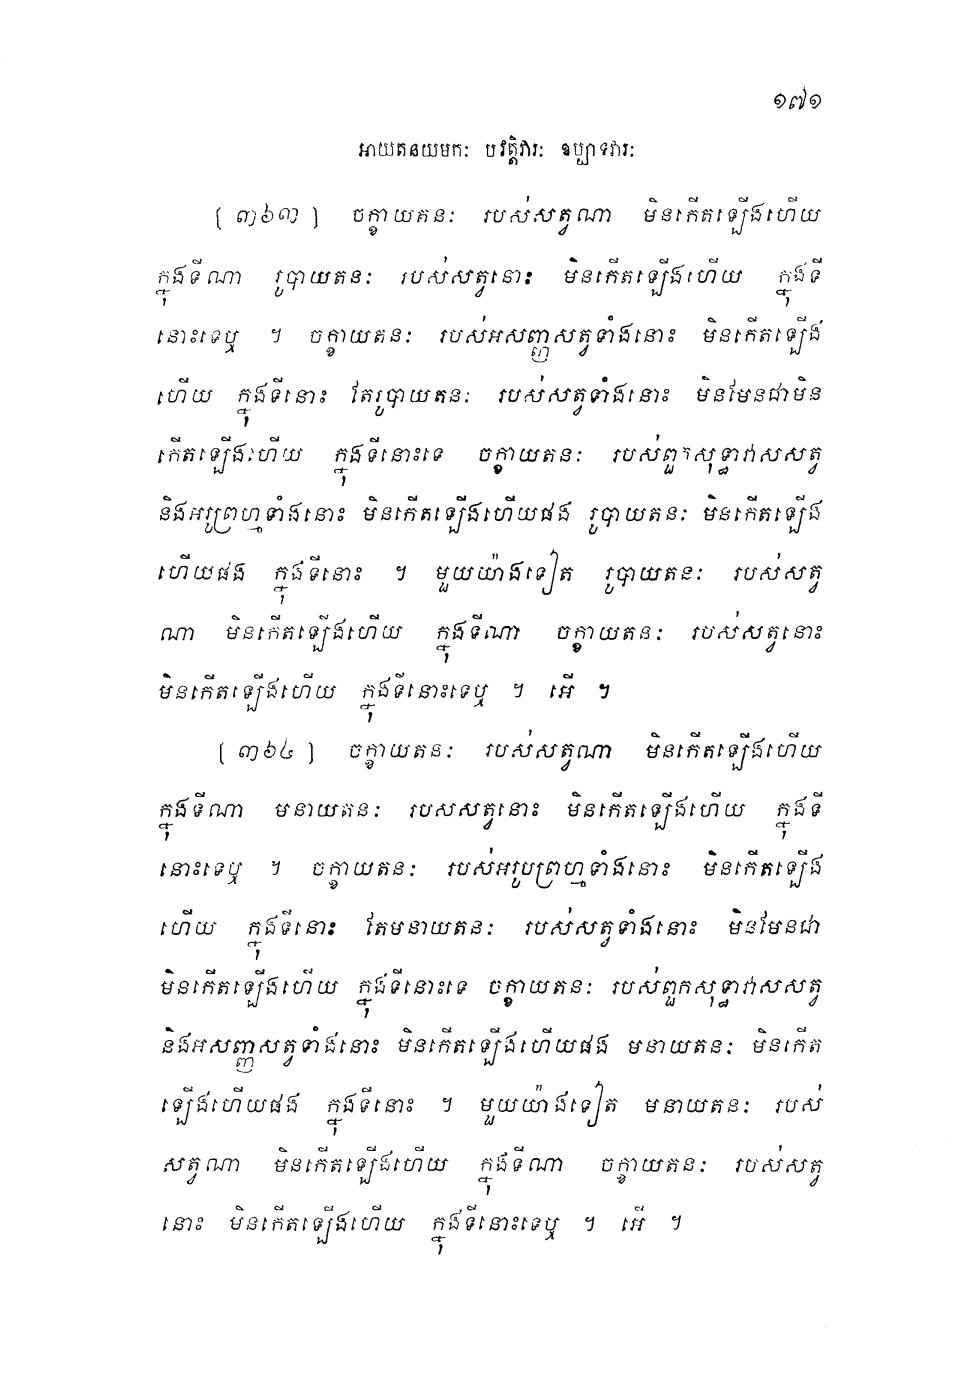 ១៧១
អាយតនយមកៈ បវត្តិវារៈ ឧប្បាទវារៈ
[ ៣៦៣ ] ចក្ខាយតនៈ របស់សត្វណា មិនកើតឡើងហើយ
ក្នុងទីណា រូបាយតនៈ របស់សត្វនោះ មិនកើតឡើងហើយ ក្នុងទី
នោះទេឬ ។ ចក្ខាយតនៈ របស់អសញ្ញសត្វទាំងនោះ មិនកើតឡើង
ហើយ ក្នុងទីនោះ តែរូបាយតនៈ របស់សត្វទាំងនោះ មិនមែនជាមិន
កើតឡើងហើយ ក្នុងទីនោះទេ ចក្ខាយតនៈ របស់ពួកសុទ្ធាវាសសត្វ
និងអរូបព្រហ្មទាំងនោះ មិនកើតឡើងហើយផង រូបាយតនៈ មិនកើតឡើង
ហើយផង ក្នុងទីនោះ ។ មួយយ៉ាងទៀត រូបាយតនៈ របស់សត្វ
ណា មិនកើតឡើងហើយ ក្នុងទីណា ចក្ខាយតនៈ របស់សត្វនោះ
មិនកើតឡើងហើយ ក្នុងទីនោះទេឬ ។ អើ ។
[ ៣៦៤ ] ចក្ខាយតនៈ របស់សត្វណា មិនកើតឡើងហើយ
ក្នុងទីណា មនាយតនៈ របសសត្វនោះ មិនកើតឡើងហើយ ក្នុងទី
នោះទេឬ ។ ចក្ខាយតនៈ របស់អរូបព្រហ្មទាំងនោះ មិនកើតឡើង
ហើយ ក្នុងទីនោះ តែមនាយតនៈ របស់សត្វទាំងនោះ មិនមែនជា
មិនកើតឡើងហើយ ក្នុងទីនោះទេ ចក្ខាយតនៈ របស់ពួកសុទ្ធាវាសសត្វ
និងអសញ្ញសត្វទាំងនោះ មិនកើតឡើងហើយផង មនាយតនៈ មិនកើត
ឡើងហើយផង ក្នុងទីនោះ ។ មួយយ៉ាងទៀត មនាយតនៈ របស់
សត្វណា មិនកើតឡើងហើយ ក្នុងទីណា ចក្ខាយតនៈ របស់សត្វ
នោះ មិនកើតឡើងហើយ ក្នុងទីនោះទេឬ ។ អើ ។